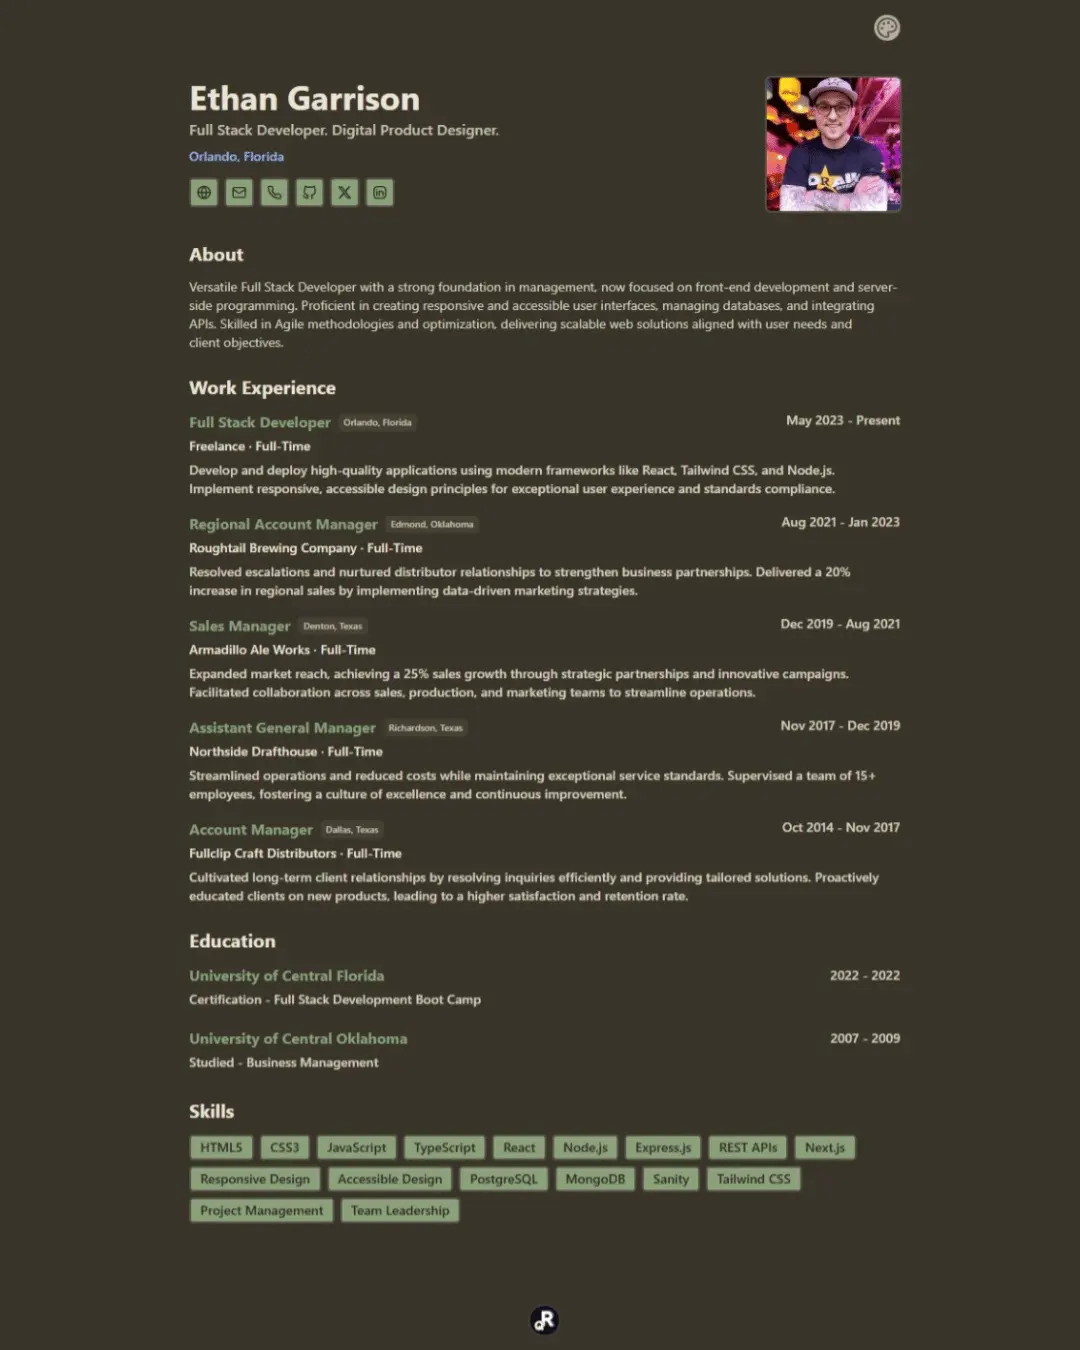 Ethan Garrison
Full Stack Developer. Digital Product Designer.
Orlando, Florida
About
Versatile Full Stack Developer with a strong foundation in management, now focused on front-end development and server-
side programming. Proficient in creating responsive and accessible user interfaces, managing databases, and integrating
APIs. Skilled in Agile methodologies and optimization, delivering scalable web solutions aligned with user needs and
client objectives.
Work Experience
Full Stack Developer Orlando, Florida May 2023 - Present
Freelance · Full-Time
Develop and deploy high-quality applications using modern frameworks like React, Tailwind CSS, and Node.js.
Implement responsive, accessible design principles for exceptional user experience and standards compliance.
Regional Account Manager Edmond, Oklahoma Aug 2021 - Jan 2023
Roughtail Brewing Company · Full-Time
Resolved escalations and nurtured distributor relationships to strengthen business partnerships. Delivered a 20%
increase in regional sales by implementing data-driven marketing strategies.
Sales Manager Denton, Texas Dec 2019 - Aug 2021
Armadillo Ale Works · Full-Time
Expanded market reach, achieving a 25% sales growth through strategic partnerships and innovative campaigns.
Facilitated collaboration across sales, production, and marketing teams to streamline operations.
Assistant General Manager Richardson, Texas Nov 2017 - Dec 2019
Northside Drafthouse · Full-Time
Streamlined operations and reduced costs while maintaining exceptional service standards. Supervised a team of 15+
employees, fostering a culture of excellence and continuous improvement.
Account Manager Dallas, Texas Oct 2014 - Nov 2017
Fullclip Craft Distributors · Full-Time
Cultivated long-term client relationships by resolving inquiries efficiently and providing tailored solutions. Proactively
educated clients on new products, leading to a higher satisfaction and retention rate.
Education
University of Central Florida 2022 - 2022
Certification - Full Stack Development Boot Camp
University of Central Oklahoma 2007 - 2009
Studied - Business Management
Skills
HTML5 CSS3 JavaScript TypeScript React Node.js Express.js REST APIs Next.js
Responsive Design Accessible Design PostgreSQL MongoDB Sanity Tailwind CSS
Project Management Team Leadership